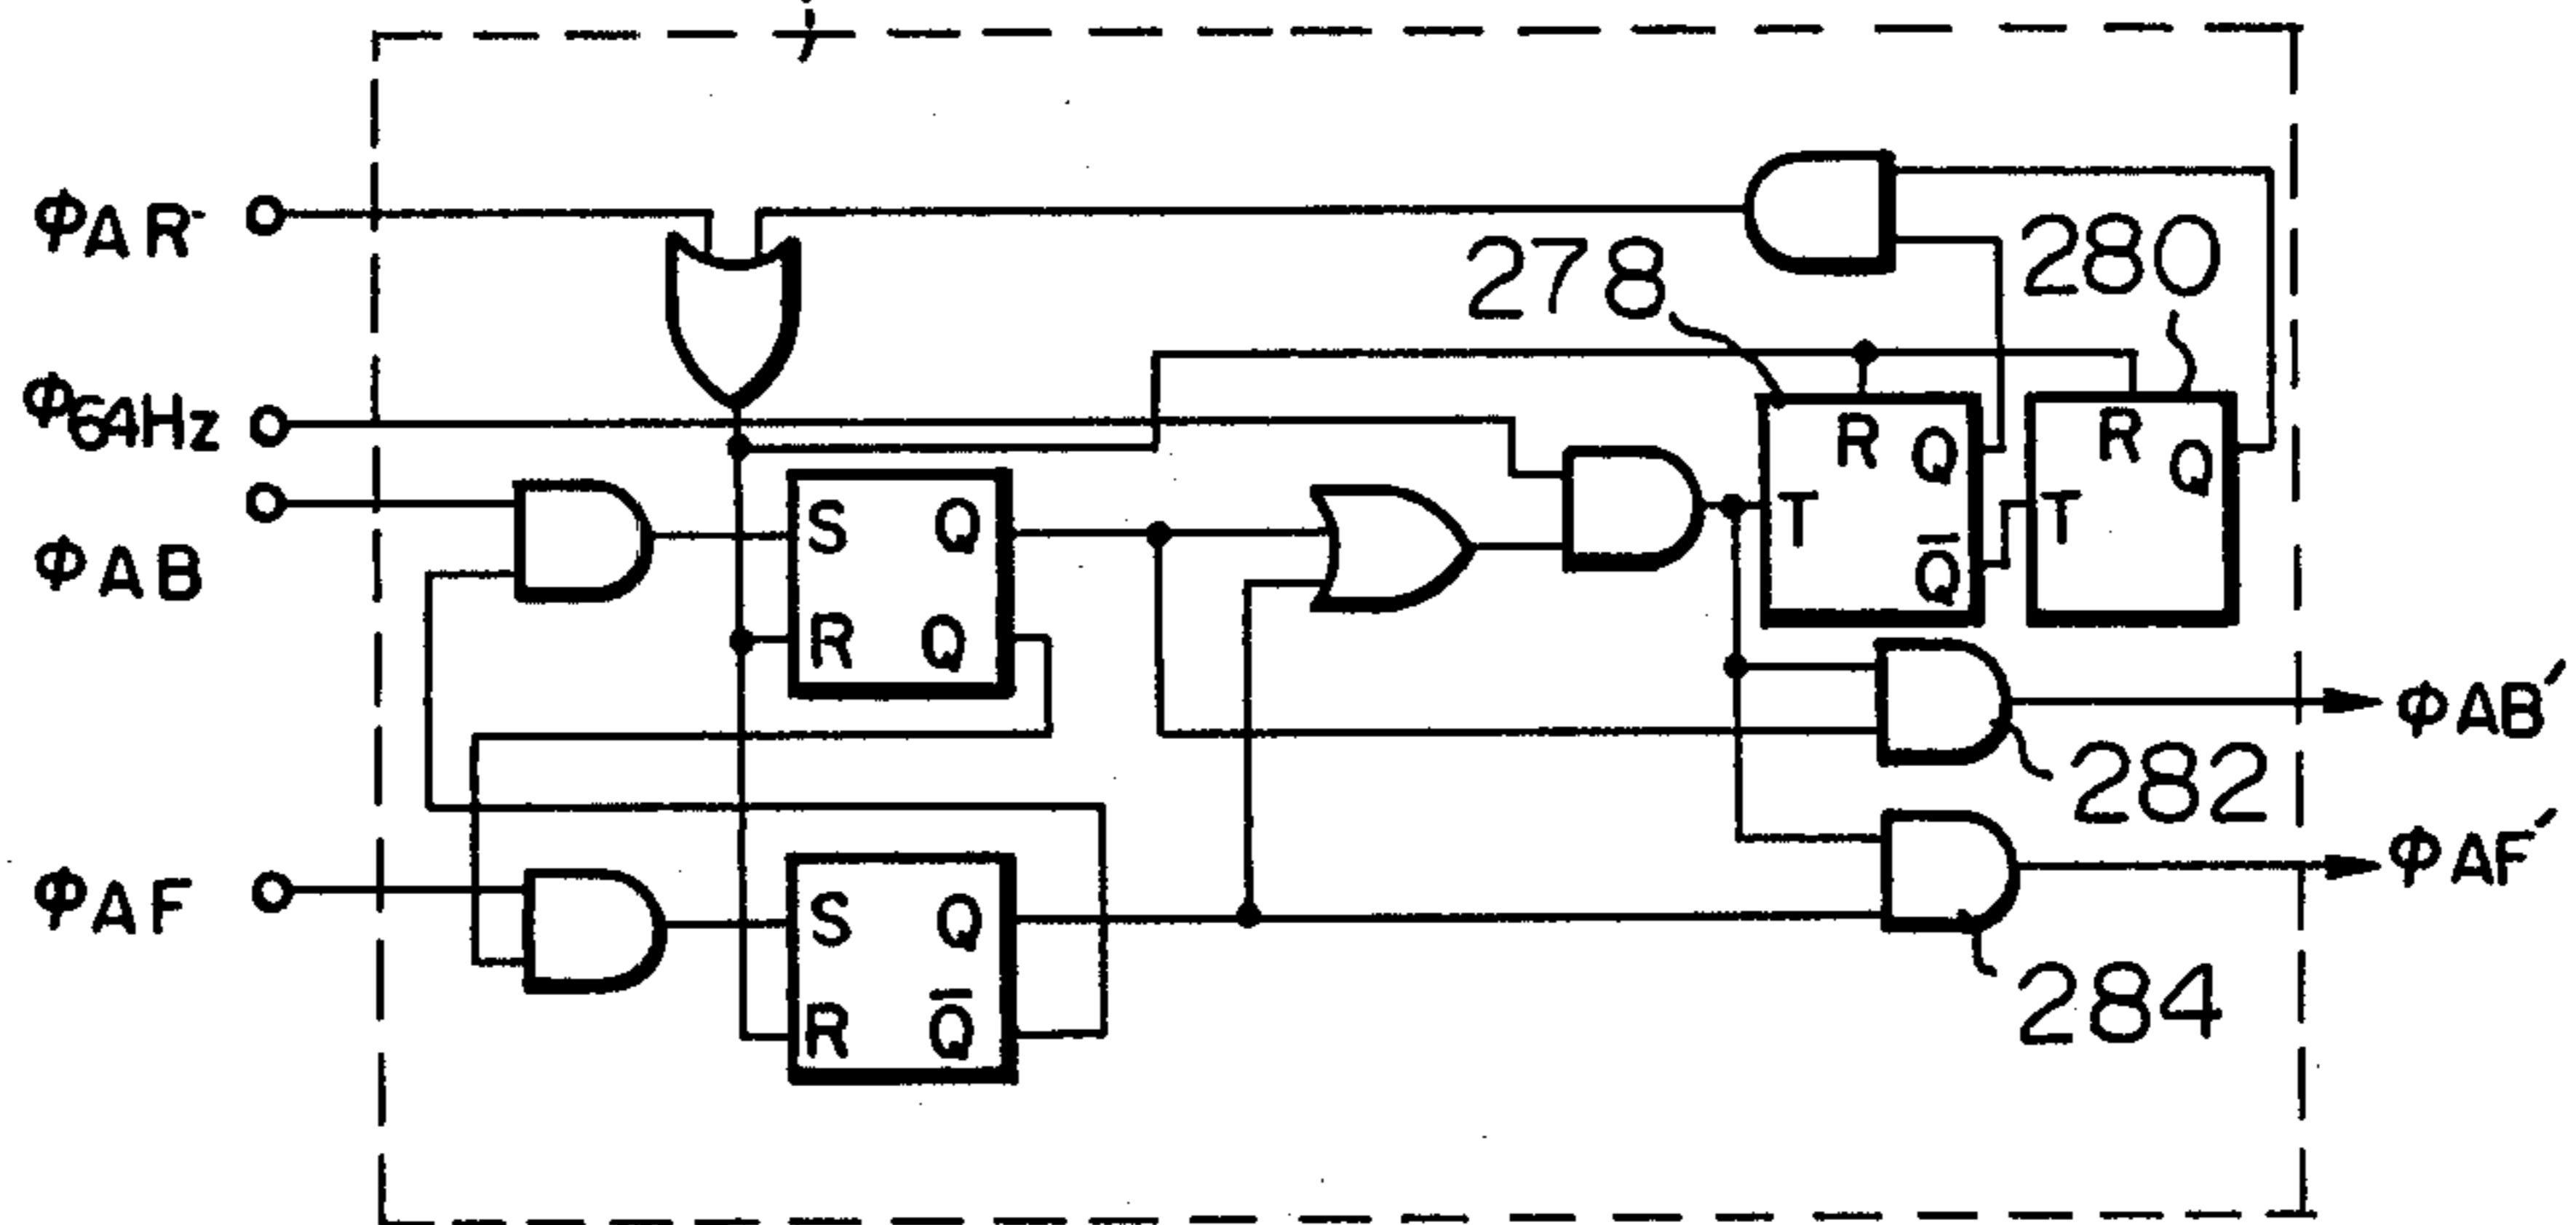 ΦAR
278
280
Φ64Hz
R Q
T
Q̅
R
Q
T
ΦAB
S Q
R Q
ΦAB′
282
ΦAF
S Q
R Q̅
ΦAF′
284